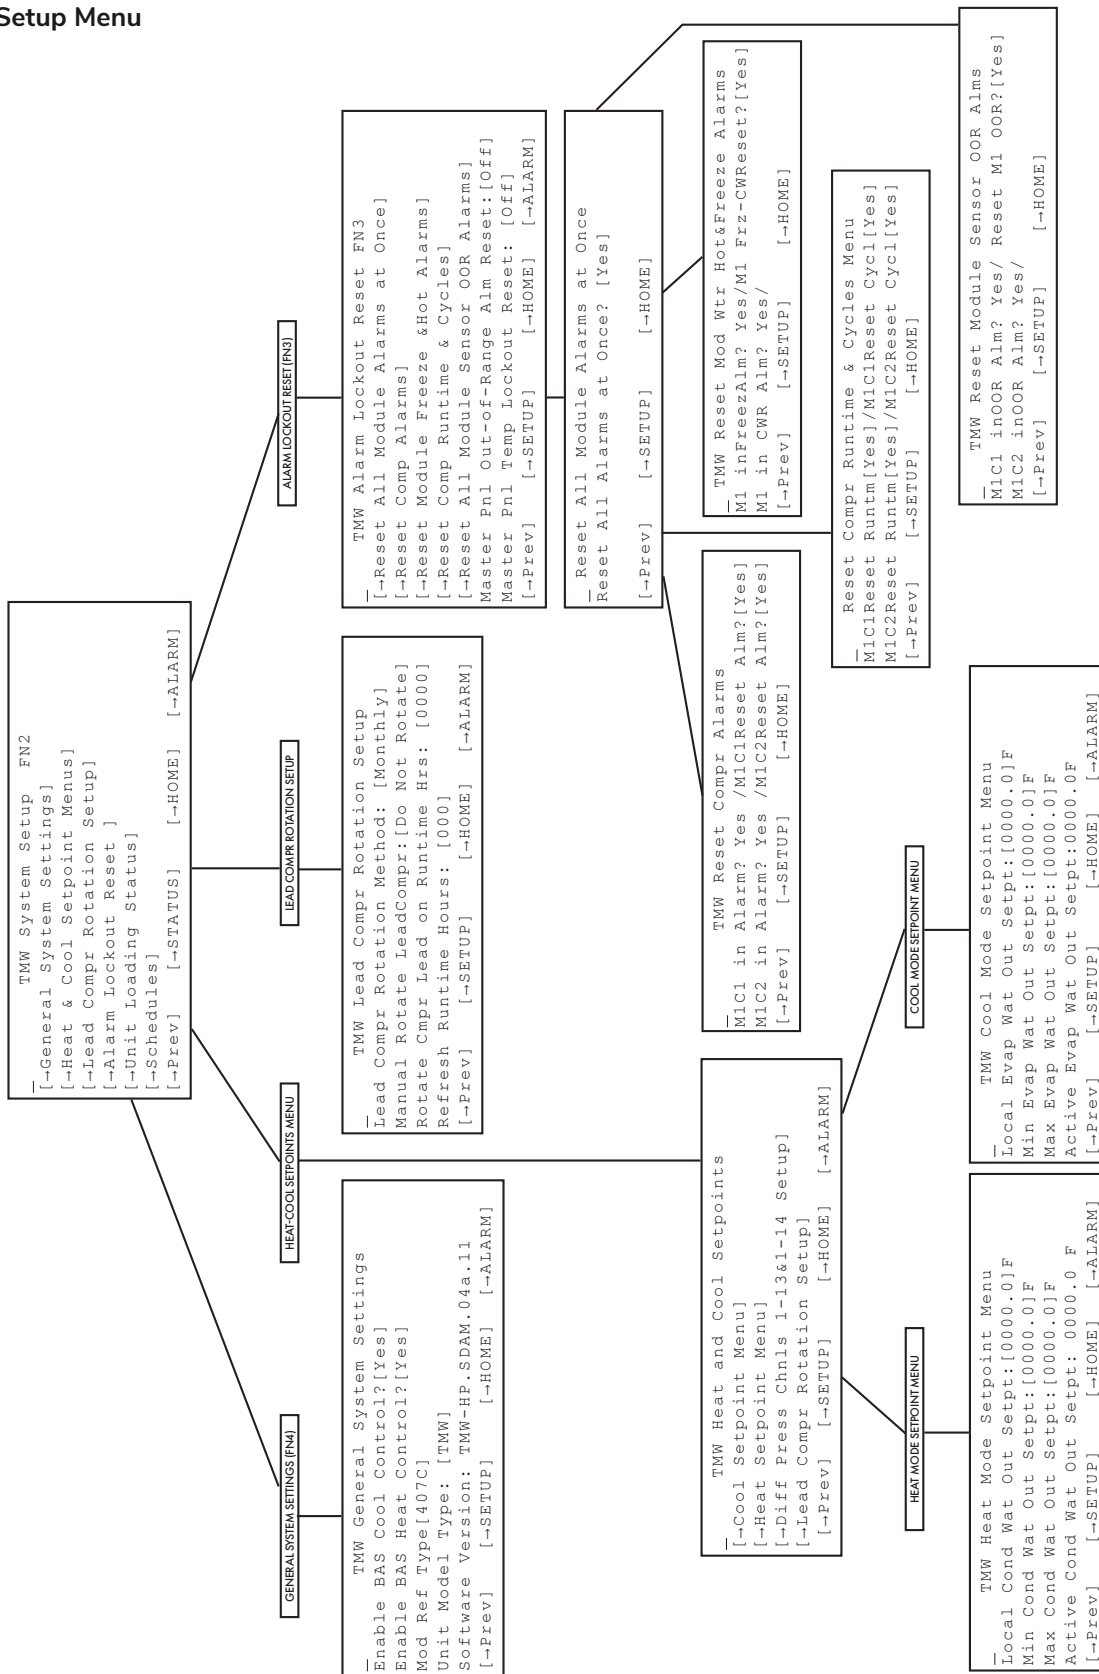 Setup Menu
TMW System Setup   FN2
[→General System Settings]
[→Heat & Cool Setpoint Menus]
[→Lead Compr Rotation Setup]
[→Alarm Lockout Reset ]
[→Unit Loading Status]
[→Schedules]
[→Prev]   [→STATUS]   [→HOME]   [→ALARM]
GENERAL SYSTEM SETTINGS (FN4)
HEAT-COOL SETPOINTS MENU
LEAD COMPR ROTATION SETUP
ALARM LOCKOUT RESET (FN3)
TMW General System Settings
Enable BAS Cool Control?[Yes]
Enable BAS Heat Control?[Yes]
Mod Ref Type[407C]
Unit Model Type: [TMW]
Software Version: TMW-HP.SDAM.04a.11
[→Prev]   [→SETUP]   [→HOME]   [→ALARM]
TMW Lead Compr Rotation Setup
Lead Compr Rotation Method: [Monthly]
Manual Rotate LeadComp:[Do Not Rotate]
Rotate Cmpr Lead on Runtime Hrs: [0000]
Refresh Runtime Hours: [000]
[→Prev]   [→SETUP]   [→HOME]   [→ALARM]
TMW Alarm Lockout Reset FN3
[→Reset All Module Alarms at Once]
[→Reset Comp Alarms]
[→Reset Module Freeze &Hot Alarms]
[→Reset Comp Runtime & Cycles]
[→Reset All Module Sensor OOR Alarms]
Master Pnl Out-of-Range Alm Reset:[Off]
Master Pnl Temp Lockout Reset: [Off]
[→Prev]   [→SETUP]   [→HOME]   [→ALARM]
Reset All Module Alarms at Once
Reset All Alarms at Once? [Yes]
[→Prev]   [→SETUP]   [→HOME]
TMW Heat and Cool Setpoints
[→Cool Setpoint Menu]
[→Heat Setpoint Menu]
[→Diff Press Chnls 1-13&1-14 Setup]
[→Lead Compr Rotation Setup]
[→Prev]   [→SETUP]   [→HOME]   [→ALARM]
TMW Reset Compr Alarms
M1C1 in Alarm? Yes /M1C1Reset Alm?[Yes]
M1C2 in Alarm? Yes /M1C2Reset Alm?[Yes]
[→Prev]   [→SETUP]   [→HOME]
TMW Reset Mod Wtr Hot&Freeze Alarms
M1 inFreezAlm? Yes/M1 Frz-CWReset?[Yes]
M1 in CWR Alm? Yes/
[→Prev]   [→SETUP]   [→HOME]
Reset Compr Runtime & Cycles Menu
M1C1Reset Runtm[Yes]/M1C1Reset Cycl[Yes]
M1C2Reset Runtm[Yes]/M1C2Reset Cycl[Yes]
[→Prev]   [→SETUP]   [→HOME]
TMW Reset Module Sensor OOR Alms
M1C1 inOOR Alm? Yes/ Reset M1 OOR?[Yes]
M1C2 inOOR Alm? Yes/
[→Prev]   [→SETUP]   [→HOME]
HEAT MODE SETPOINT MENU
COOL MODE SETPOINT MENU
TMW Heat Mode Setpoint Menu
Local Cond Wat Out Setpt:[0000.0]F
Min Cond Wat Out Setpt:[0000.0]F
Max Cond Wat Out Setpt:[0000.0]F
Active Cond Wat Out Setpt: 0000.0 F
[→Prev]   [→SETUP]   [→HOME]   [→ALARM]
TMW Cool Mode Setpoint Menu
Local Evap Wat Out Setpt:[0000.0]F
Min Evap Wat Out Setpt:[0000.0]F
Max Evap Wat Out Setpt:[0000.0]F
Active Evap Wat Out Setpt:0000.0F
[→Prev]   [→SETUP]   [→HOME]   [→ALARM]